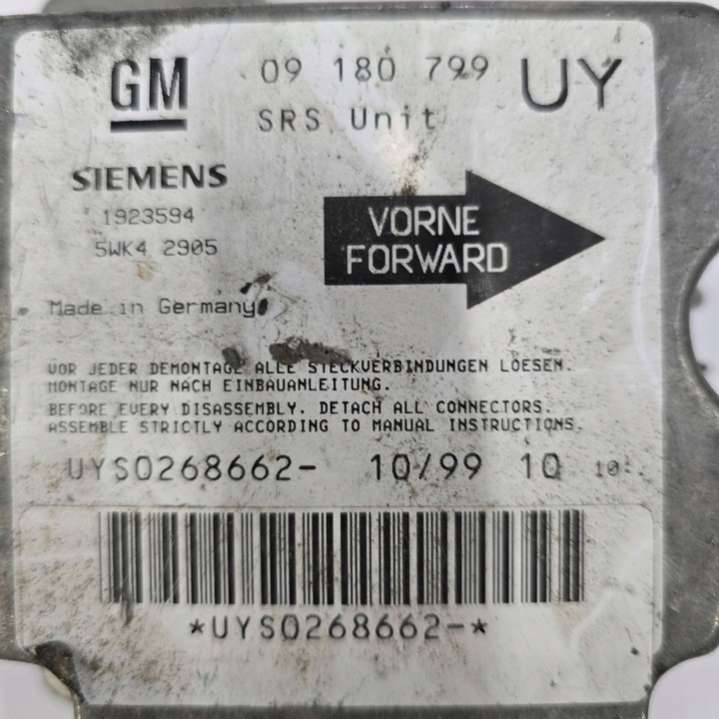 GM 09 180 799 UY
SRS Unit
SIEMENS
1923594
5WK4 2905
VORNE
FORWARD
Made in Germany
VOR JEDER DEMONTAGE ALLE STECKVERBINDUNGEN LOESEN.
MONTAGE NUR NACH EINBAUANLEITUNG.
BEFORE EVERY DISASSEMBLY. DETACH ALL CONNECTORS.
ASSEMBLE STRICTLY ACCORDING TO MANUAL INSTRUCTIONS.
UYS0268662- 10/99 10 10
*UYS0268662-*